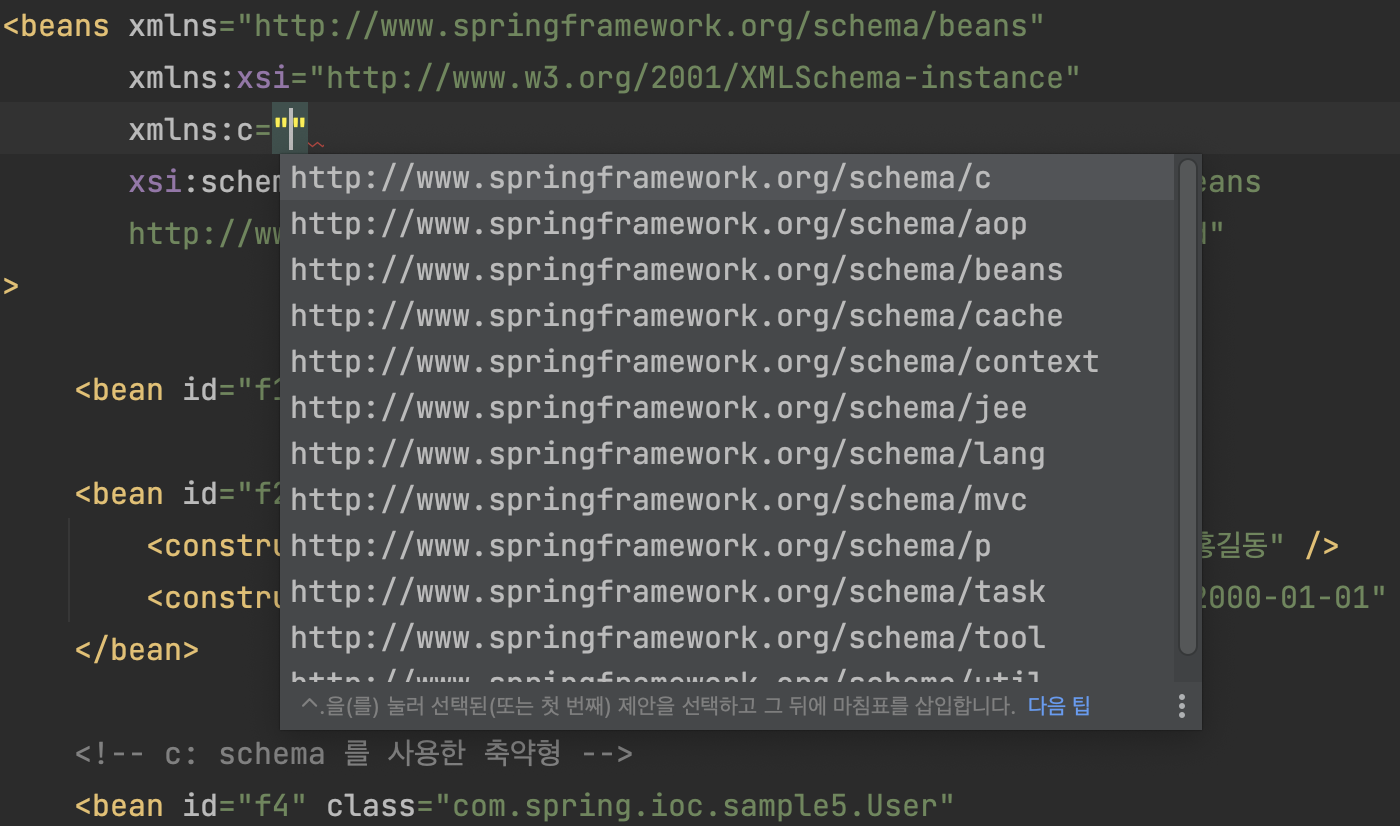 <beans xmlns="http://www.springframework.org/schema/beans"
xmlns:xsi="http://www.w3.org/2001/XMLSchema-instance"
xmlns:c=""
xsi:schem
http://www.springframework.org/schema/c
eans
http://ww
http://www.springframework.org/schema/aop
"
>
http://www.springframework.org/schema/beans
http://www.springframework.org/schema/cache
http://www.springframework.org/schema/context
<bean id="f1
http://www.springframework.org/schema/jee
http://www.springframework.org/schema/lang
<bean id="f2
http://www.springframework.org/schema/mvc
<constru
http://www.springframework.org/schema/p
홍길동" />
<constru
http://www.springframework.org/schema/task
2000-01-01"
</bean>
http://www.springframework.org/schema/tool
http://www.springframework.org/schema/util
^.을(를) 눌러 선택된(또는 첫 번째) 제안을 선택하고 그 뒤에 마침표를 삽입합니다. 다음 팁
<!-- c: schema 를 사용한 축약형 -->
<bean id="f4" class="com.spring.ioc.sample5.User"